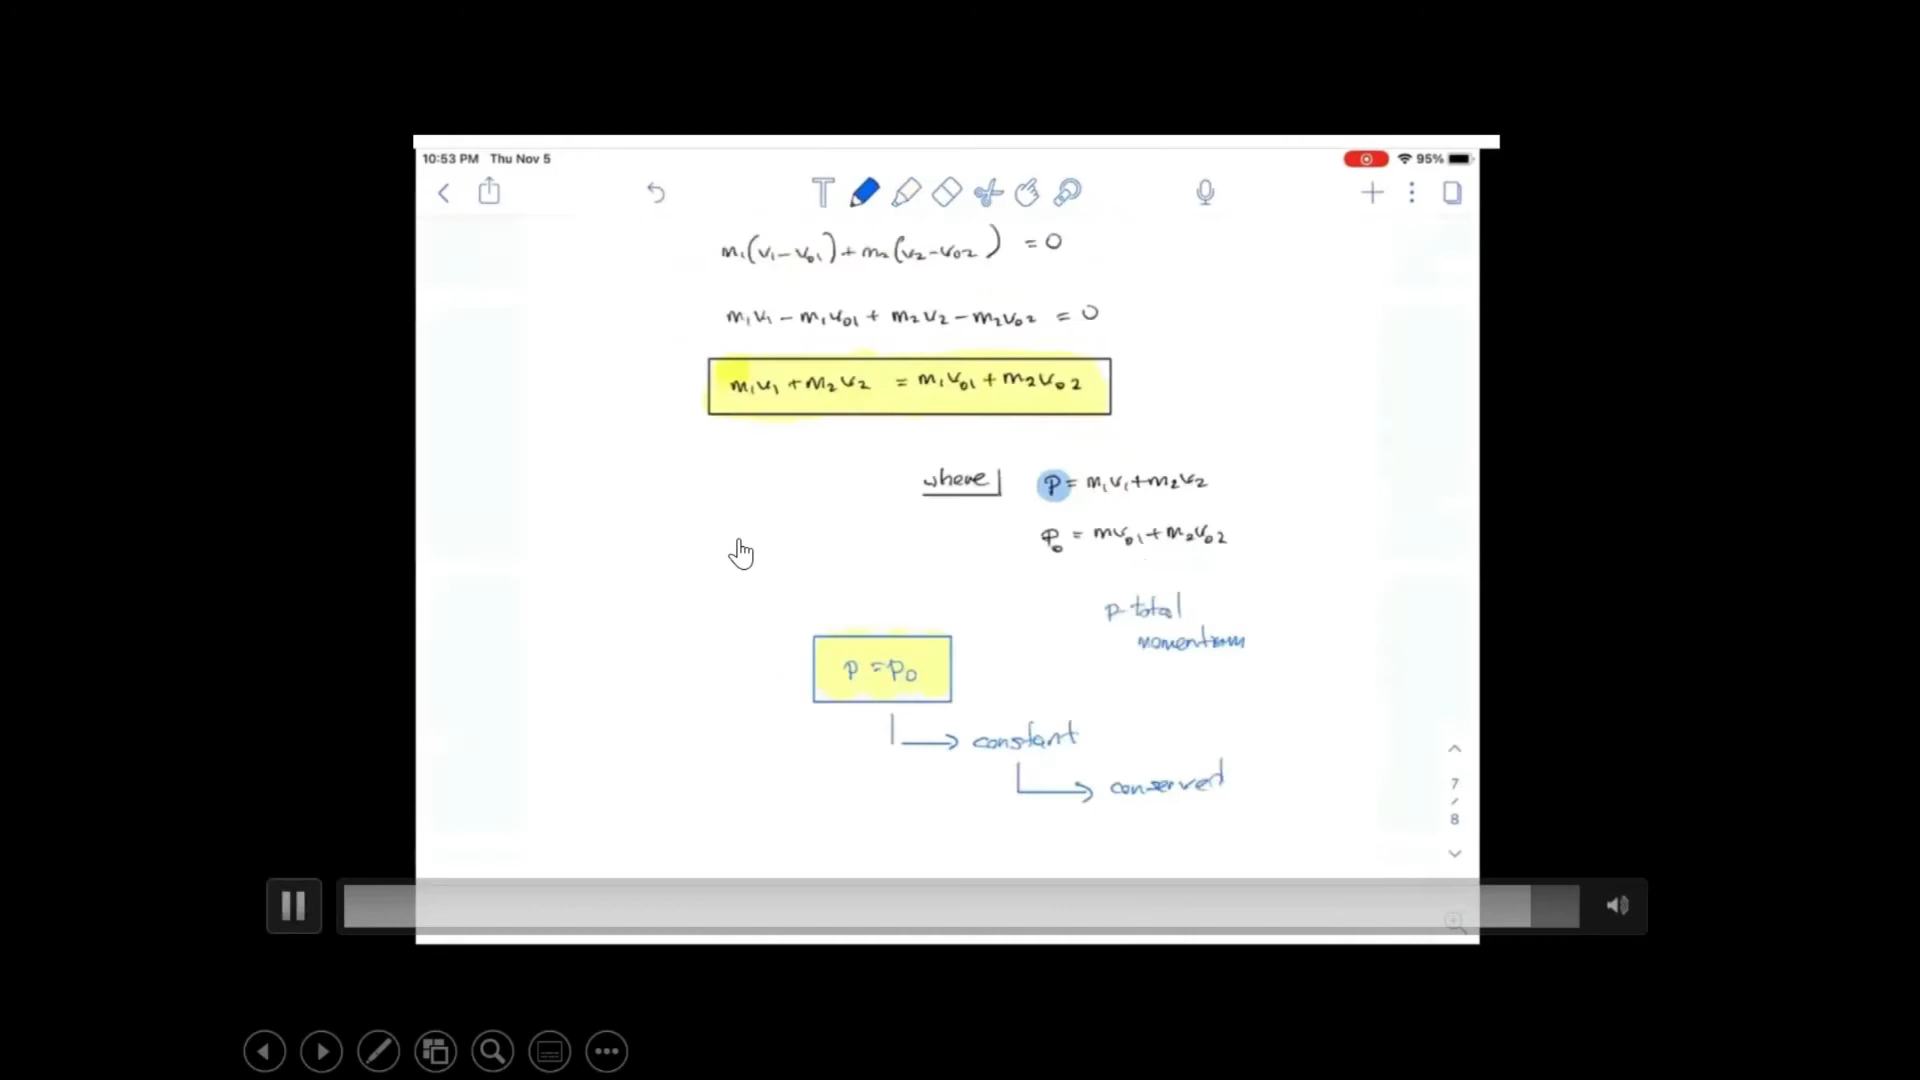 10:53 PM Thu Nov 5 95%
T
m₁(v₁-v₀₁)+m₂(v₂-v₀₂) = 0
m₁v₁ - m₁v₀₁ + m₂v₂ - m₂v₀₂ = 0
m₁v₁ + m₂v₂ = m₁v₀₁ + m₂v₀₂
where p = m₁v₁+m₂v₂
p₀ = mv₀₁+m₂v₀₂
p-total
momentum
p = p₀
constant
conserved
7
/
8